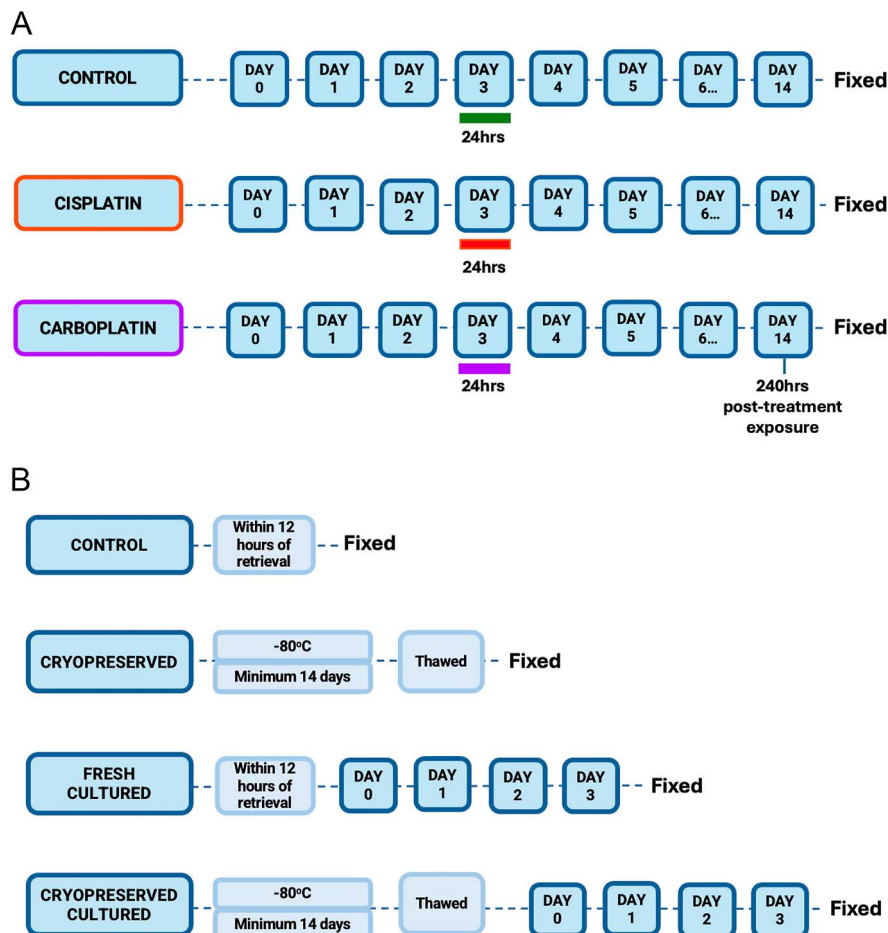 A
CONTROL
DAY 0
DAY 1
DAY 2
DAY 3
DAY 4
DAY 5
DAY 6...
DAY 14
Fixed
24hrs
CISPLATIN
DAY 0
DAY 1
DAY 2
DAY 3
DAY 4
DAY 5
DAY 6...
DAY 14
Fixed
24hrs
CARBOPLATIN
DAY 0
DAY 1
DAY 2
DAY 3
DAY 4
DAY 5
DAY 6...
DAY 14
Fixed
24hrs
240hrs
post-treatment
exposure
B
CONTROL
Within 12
hours of
retrieval
Fixed
CRYOPRESERVED
-80°C
Minimum 14 days
Thawed
Fixed
FRESH
CULTURED
Within 12
hours of
retrieval
DAY 0
DAY 1
DAY 2
DAY 3
Fixed
CRYOPRESERVED
CULTURED
-80°C
Minimum 14 days
Thawed
DAY 0
DAY 1
DAY 2
DAY 3
Fixed